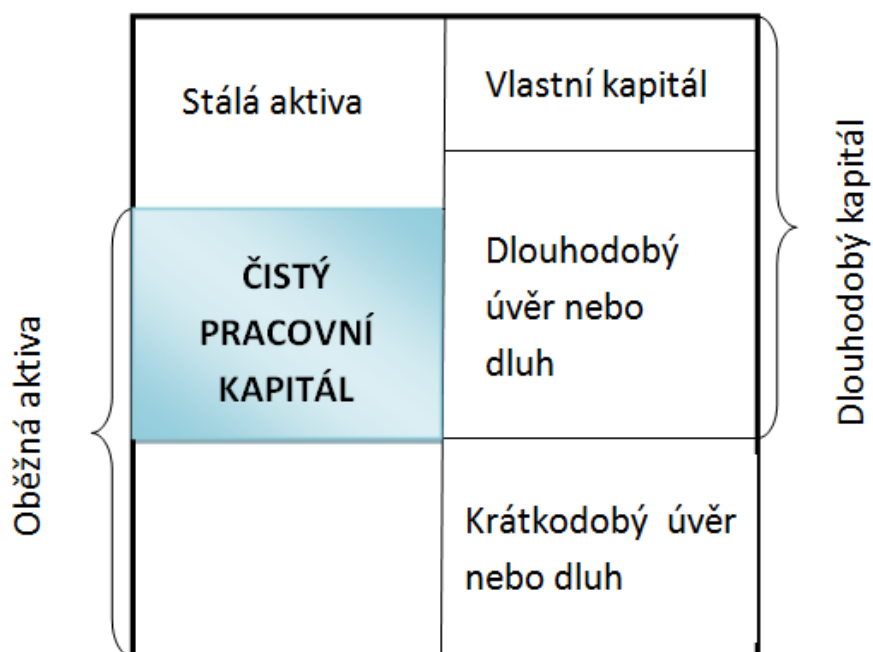 Stálá aktiva
Vlastní kapitál
ČISTÝ
PRACOVNÍ
KAPITÁL
Dlouhodobý
úvěr nebo
dluh
Krátkodobý úvěr
nebo dluh
Oběžná aktiva
Dlouhodobý kapitál